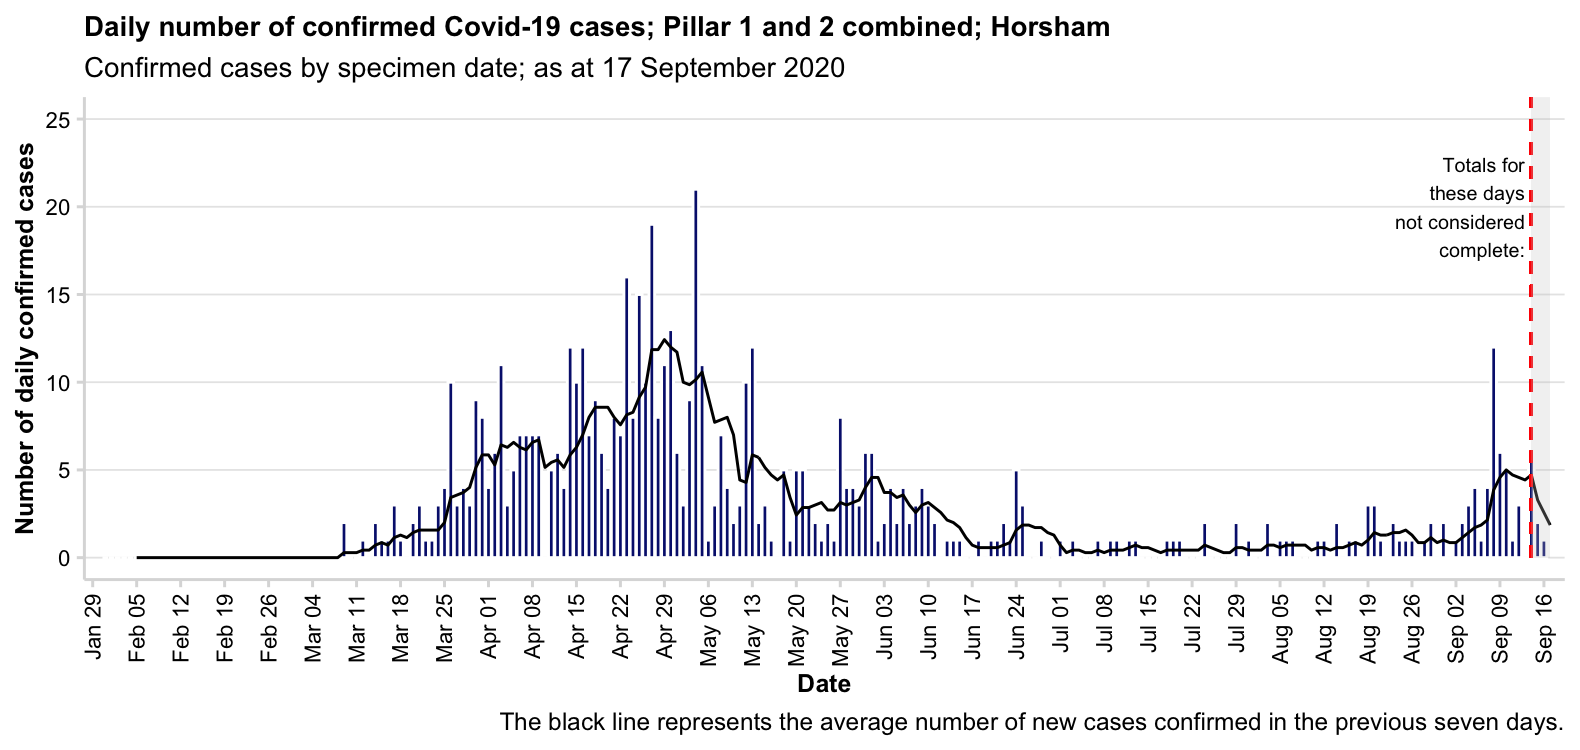 Daily number of confirmed Covid-19 cases; Pillar 1 and 2 combined; Horsham
Confirmed cases by specimen date; as at 17 September 2020
Number of daily confirmed cases
25
20
15
10
5
0
Totals for
these days
not considered
complete:
Jan 29
Feb 05
Feb 12
Feb 19
Feb 26
Mar 04
Mar 11
Mar 18
Mar 25
Apr 01
Apr 08
Apr 15
Apr 22
Apr 29
May 06
May 13
May 20
May 27
Jun 03
Jun 10
Jun 17
Jun 24
Jul 01
Jul 08
Jul 15
Jul 22
Jul 29
Aug 05
Aug 12
Aug 19
Aug 26
Sep 02
Sep 09
Sep 16
Date
The black line represents the average number of new cases confirmed in the previous seven days.